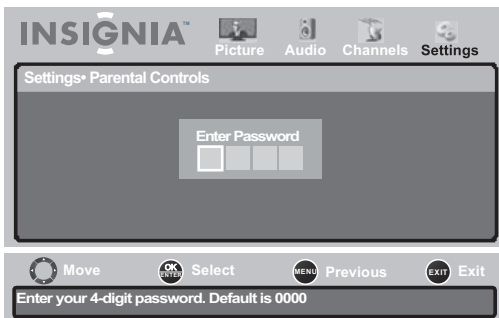 INSIGNIA™
Picture Audio Channels Settings
Settings• Parental Controls
Enter Password
Move OK ENTER Select MENU Previous EXIT Exit
Enter your 4-digit password. Default is 0000